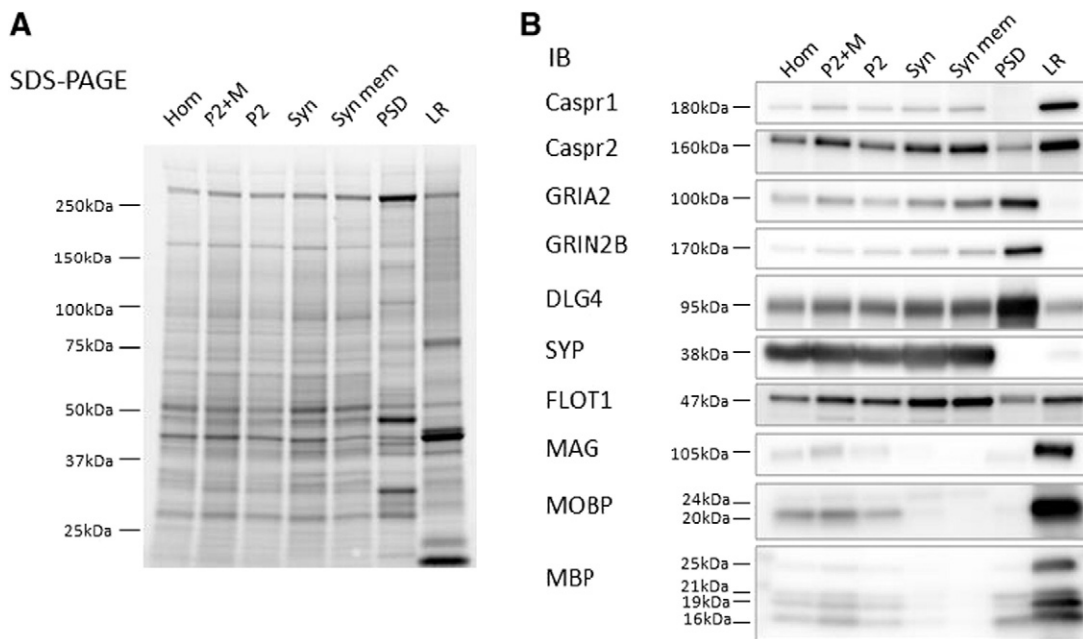 A
SDS-PAGE
Hom P2+M P2 Syn Syn mem PSD LR
250kDa
150kDa
100kDa
75kDa
50kDa
37kDa
25kDa
B
IB
Hom P2+M P2 Syn Syn mem PSD LR
Caspr1 180kDa
Caspr2 160kDa
GRIA2 100kDa
GRIN2B 170kDa
DLG4 95kDa
SYP 38kDa
FLOT1 47kDa
MAG 105kDa
MOBP 24kDa
20kDa
MBP 25kDa
21kDa
19kDa
16kDa